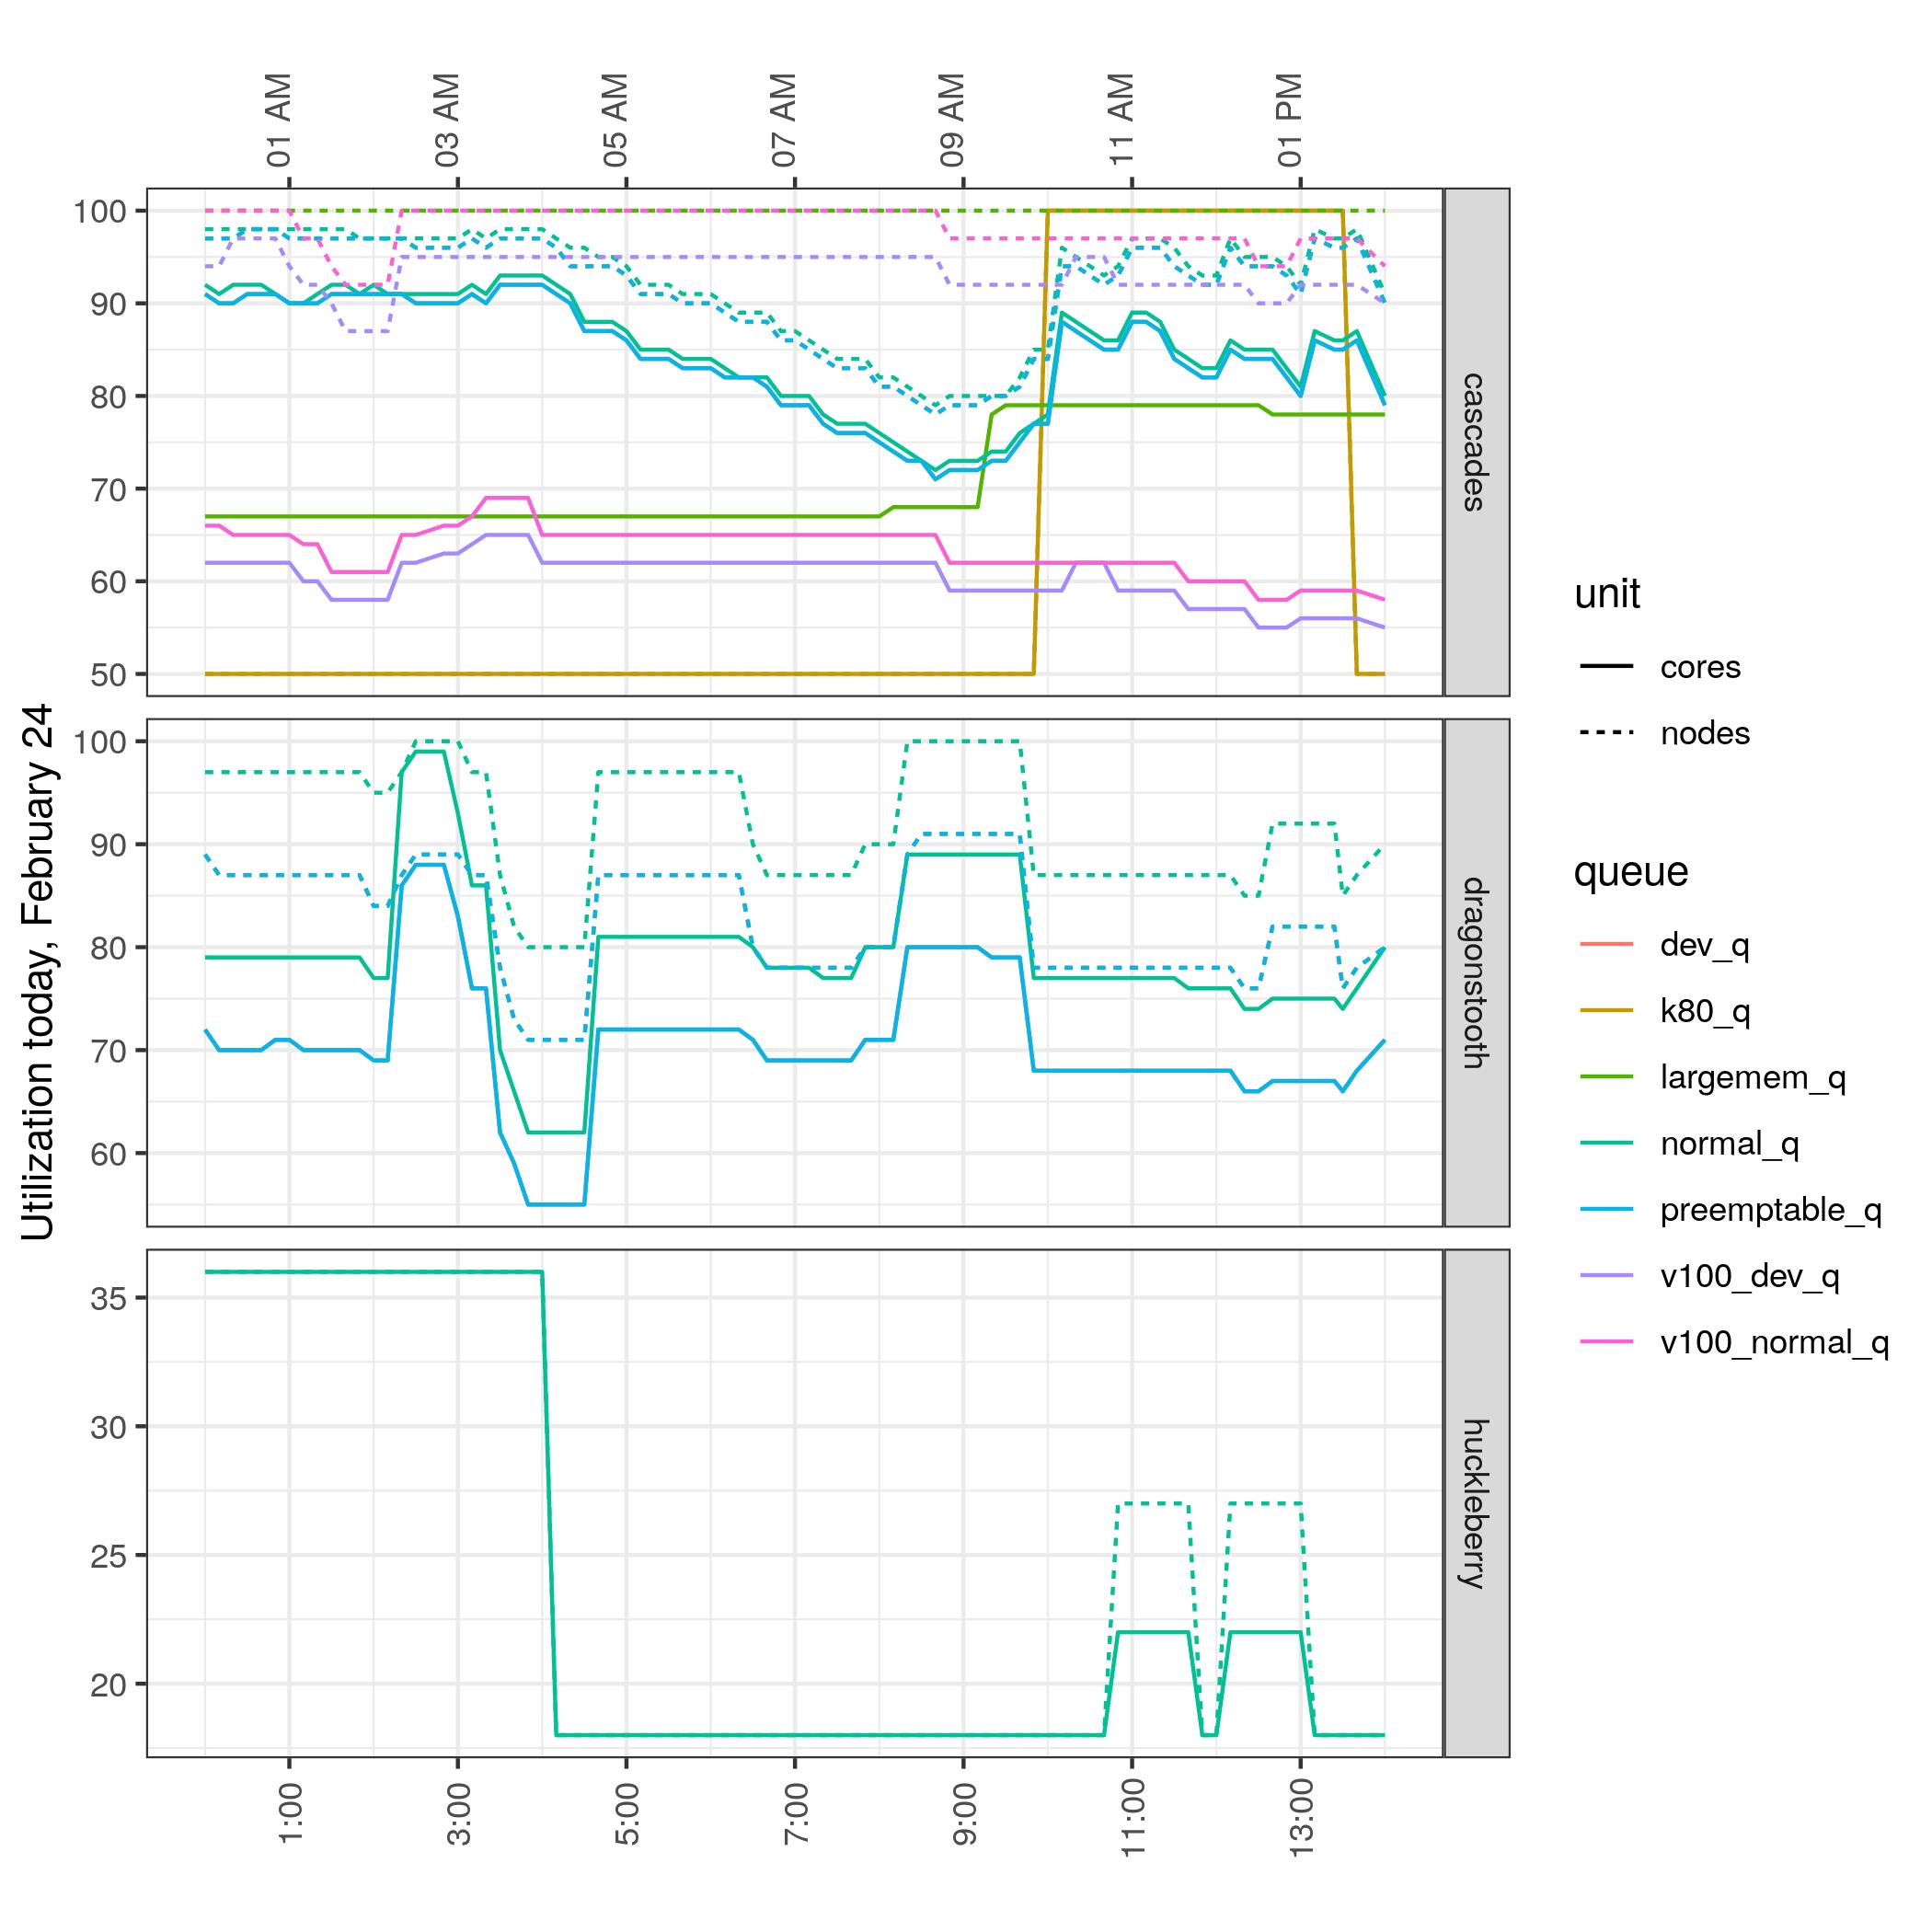 01 AM
03 AM
05 AM
07 AM
09 AM
11 AM
01 PM
Utilization today, February 24
100
90
80
70
60
50
cascades
100
90
80
70
60
dragonstooth
35
30
25
20
huckleberry
1:00
3:00
5:00
7:00
9:00
11:00
13:00
unit
cores
nodes
queue
dev_q
k80_q
largemem_q
normal_q
preemptable_q
v100_dev_q
v100_normal_q